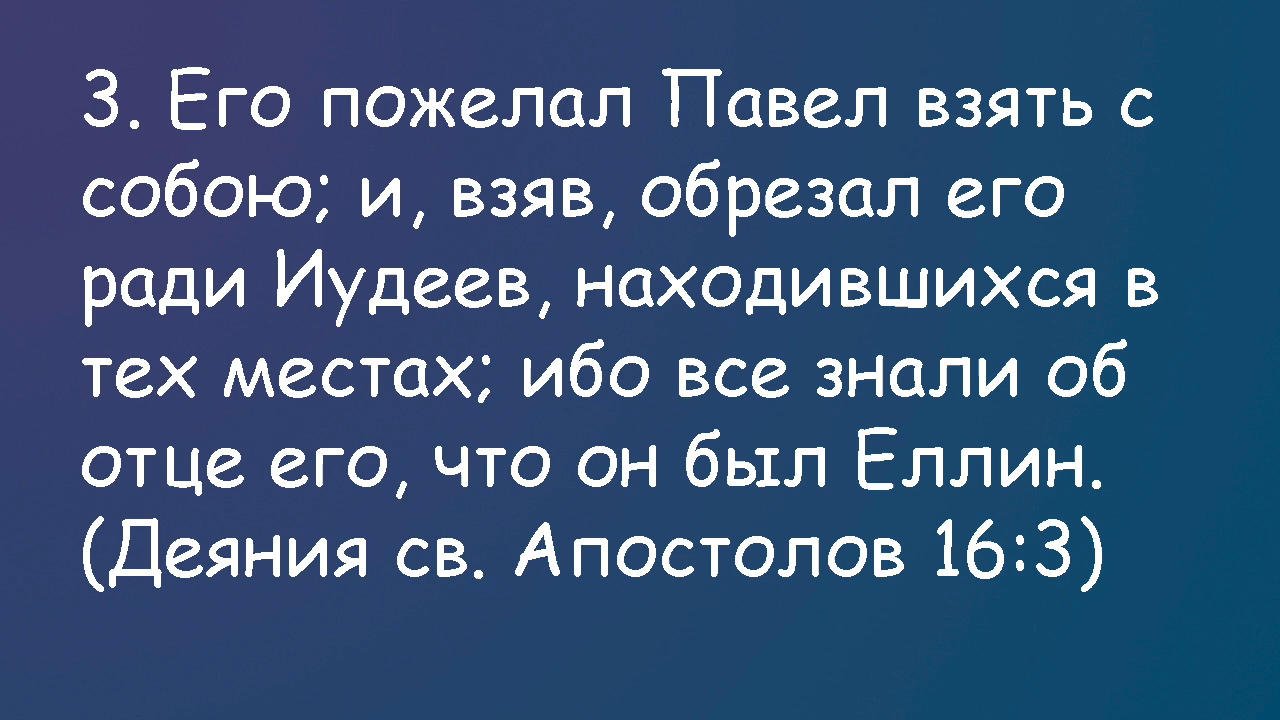 3. Его пожелал Павел взять с
собою; и, взяв, обрезал его
ради Иудеев, находившихся в
тех местах; ибо все знали об
отце его, что он был Еллин.
(Деяния св. Апостолов 16:3)